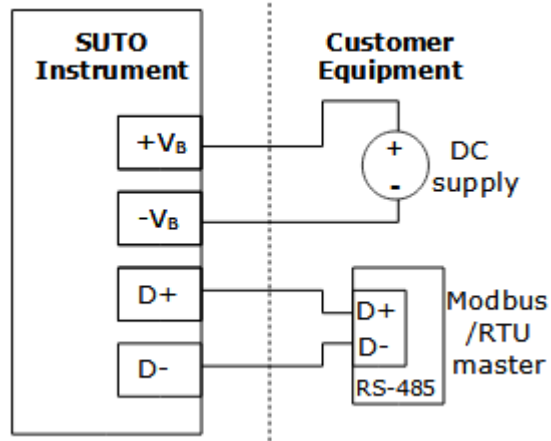 SUTO
Instrument
Customer
Equipment
+VB
-VB
D+
D-
+
-
DC
supply
D+
D-
RS-485
Modbus
/RTU
master